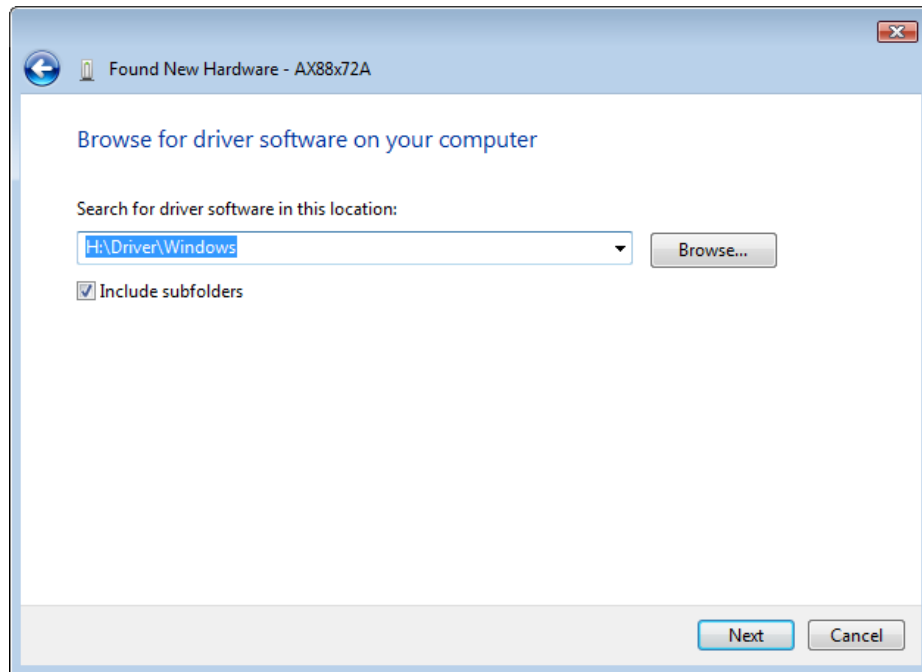 Found New Hardware - AX88x72A
Browse for driver software on your computer
Search for driver software in this location:
H:\Driver\Windows
Browse...
Include subfolders
Next
Cancel